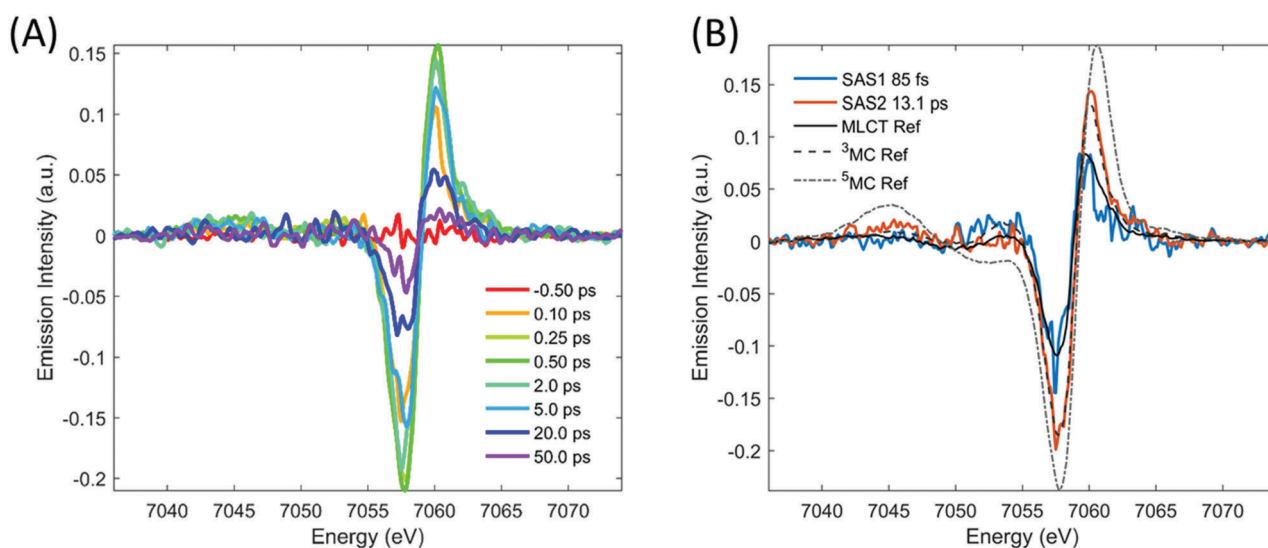 (A)
Emission Intensity (a.u.)
0.15
0.1
0.05
0
-0.05
-0.1
-0.15
-0.2
-0.50 ps
0.10 ps
0.25 ps
0.50 ps
2.0 ps
5.0 ps
20.0 ps
50.0 ps
7040 7045 7050 7055 7060 7065 7070
Energy (eV)
(B)
Emission Intensity (a.u.)
0.15
0.1
0.05
0
-0.05
-0.1
-0.15
-0.2
SAS1 85 fs
SAS2 13.1 ps
MLCT Ref
³MC Ref
⁵MC Ref
7040 7045 7050 7055 7060 7065 7070
Energy (eV)